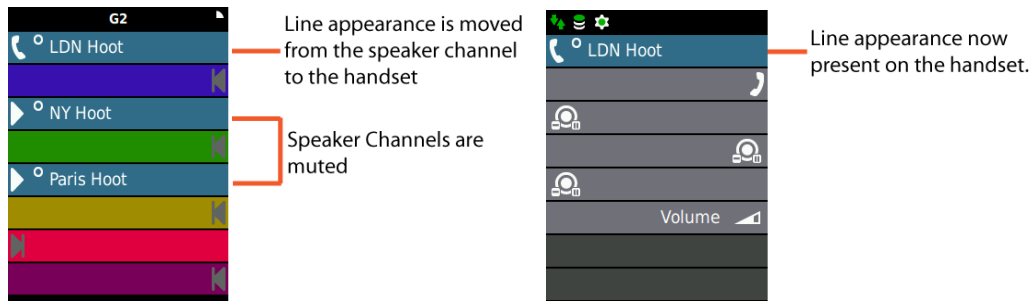 G2
LDN Hoot
NY Hoot
Paris Hoot
Line appearance is moved
from the speaker channel
to the handset
Speaker Channels are
muted
LDN Hoot
Volume
Line appearance now
present on the handset.